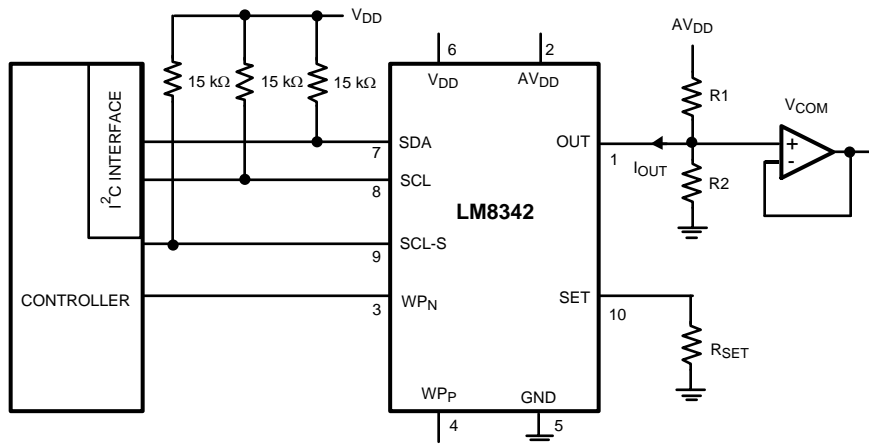 V_DD
15 kΩ
15 kΩ
15 kΩ
6
V_DD
2
AV_DD
AV_DD
R1
V_COM
+
-
I²C INTERFACE
CONTROLLER
SDA
7
SCL
8
SCL-S
9
WP_N
3
LM8342
OUT
1
I_OUT
R2
SET
10
R_SET
WP_P
4
GND
5